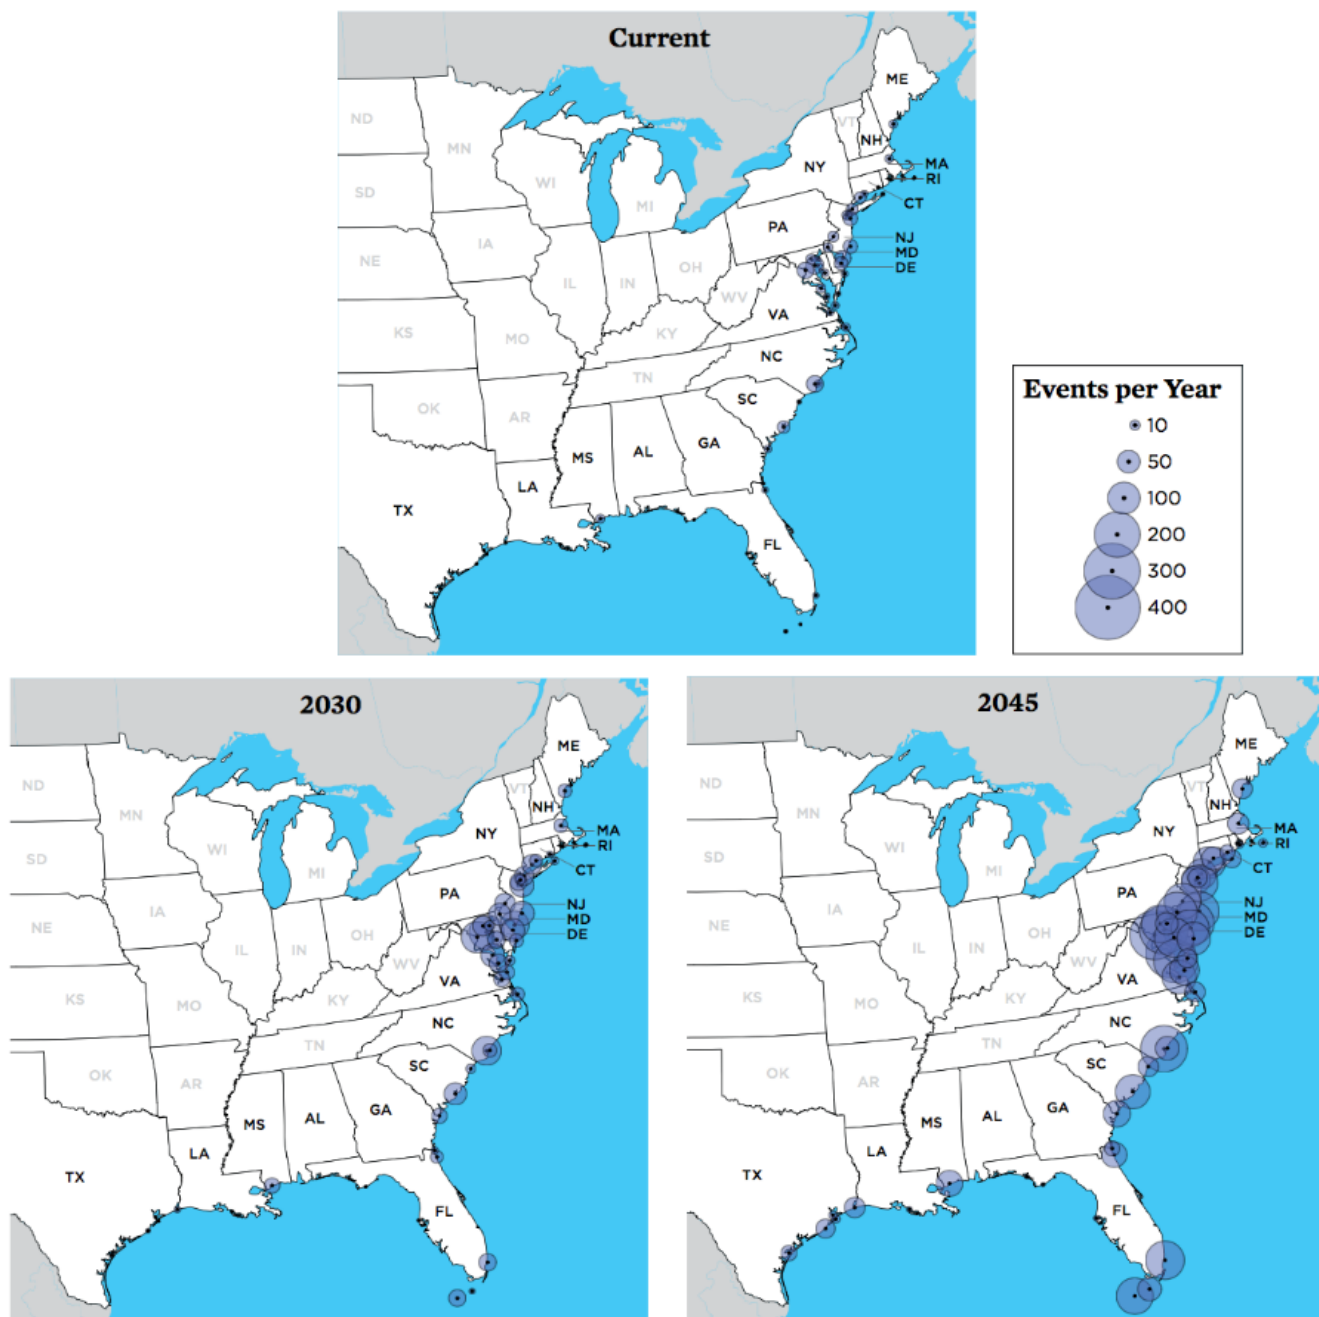 Current
ME
ND
VT
MN
NH
MA
WI
NY
RI
SD
CT
MI
PA
NJ
IA
MD
NE
OH
DE
IL
IN
WV
VA
KS
MO
KY
NC
TN
SC
OK
AR
MS
AL
GA
LA
TX
FL
Events per Year
10
50
100
200
300
400
2030
ME
ND
VT
MN
NH
MA
NY
RI
WI
SD
CT
MI
PA
NJ
IA
MD
NE
OH
DE
IL
IN
WV
VA
KS
MO
KY
NC
TN
SC
OK
AR
GA
MS
AL
LA
TX
FL
2045
ME
ND
VT
MN
NH
MA
NY
RI
WI
SD
CT
MI
PA
NJ
IA
MD
NE
OH
DE
IL
IN
WV
VA
KS
MO
KY
NC
TN
SC
OK
AR
GA
MS
AL
LA
TX
FL